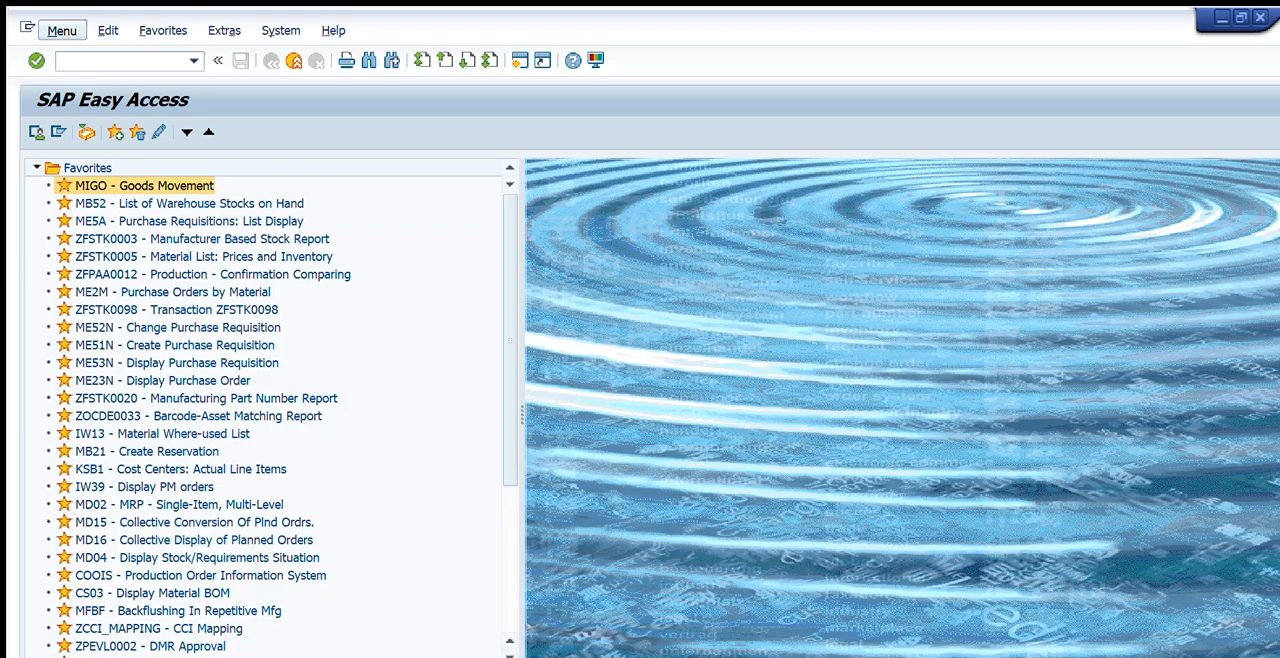 Menu Edit Favorites Extras System Help
SAP Easy Access
Favorites
MIGO - Goods Movement
MB52 - List of Warehouse Stocks on Hand
ME5A - Purchase Requisitions: List Display
ZFSTK0003 - Manufacturer Based Stock Report
ZFSTK0005 - Material List: Prices and Inventory
ZFPAA0012 - Production - Confirmation Comparing
ME2M - Purchase Orders by Material
ZFSTK0098 - Transaction ZFSTK0098
ME52N - Change Purchase Requisition
ME51N - Create Purchase Requisition
ME53N - Display Purchase Requisition
ME23N - Display Purchase Order
ZFSTK0020 - Manufacturing Part Number Report
ZOCDE0033 - Barcode-Asset Matching Report
IW13 - Material Where-used List
MB21 - Create Reservation
KSB1 - Cost Centers: Actual Line Items
IW39 - Display PM orders
MD02 - MRP - Single-Item, Multi-Level
MD15 - Collective Conversion Of Plnd Ordrs.
MD16 - Collective Display of Planned Orders
MD04 - Display Stock/Requirements Situation
COOIS - Production Order Information System
CS03 - Display Material BOM
MFBF - Backflushing In Repetitive Mfg
ZCCI_MAPPING - CCI Mapping
ZPEVL0002 - DMR Approval